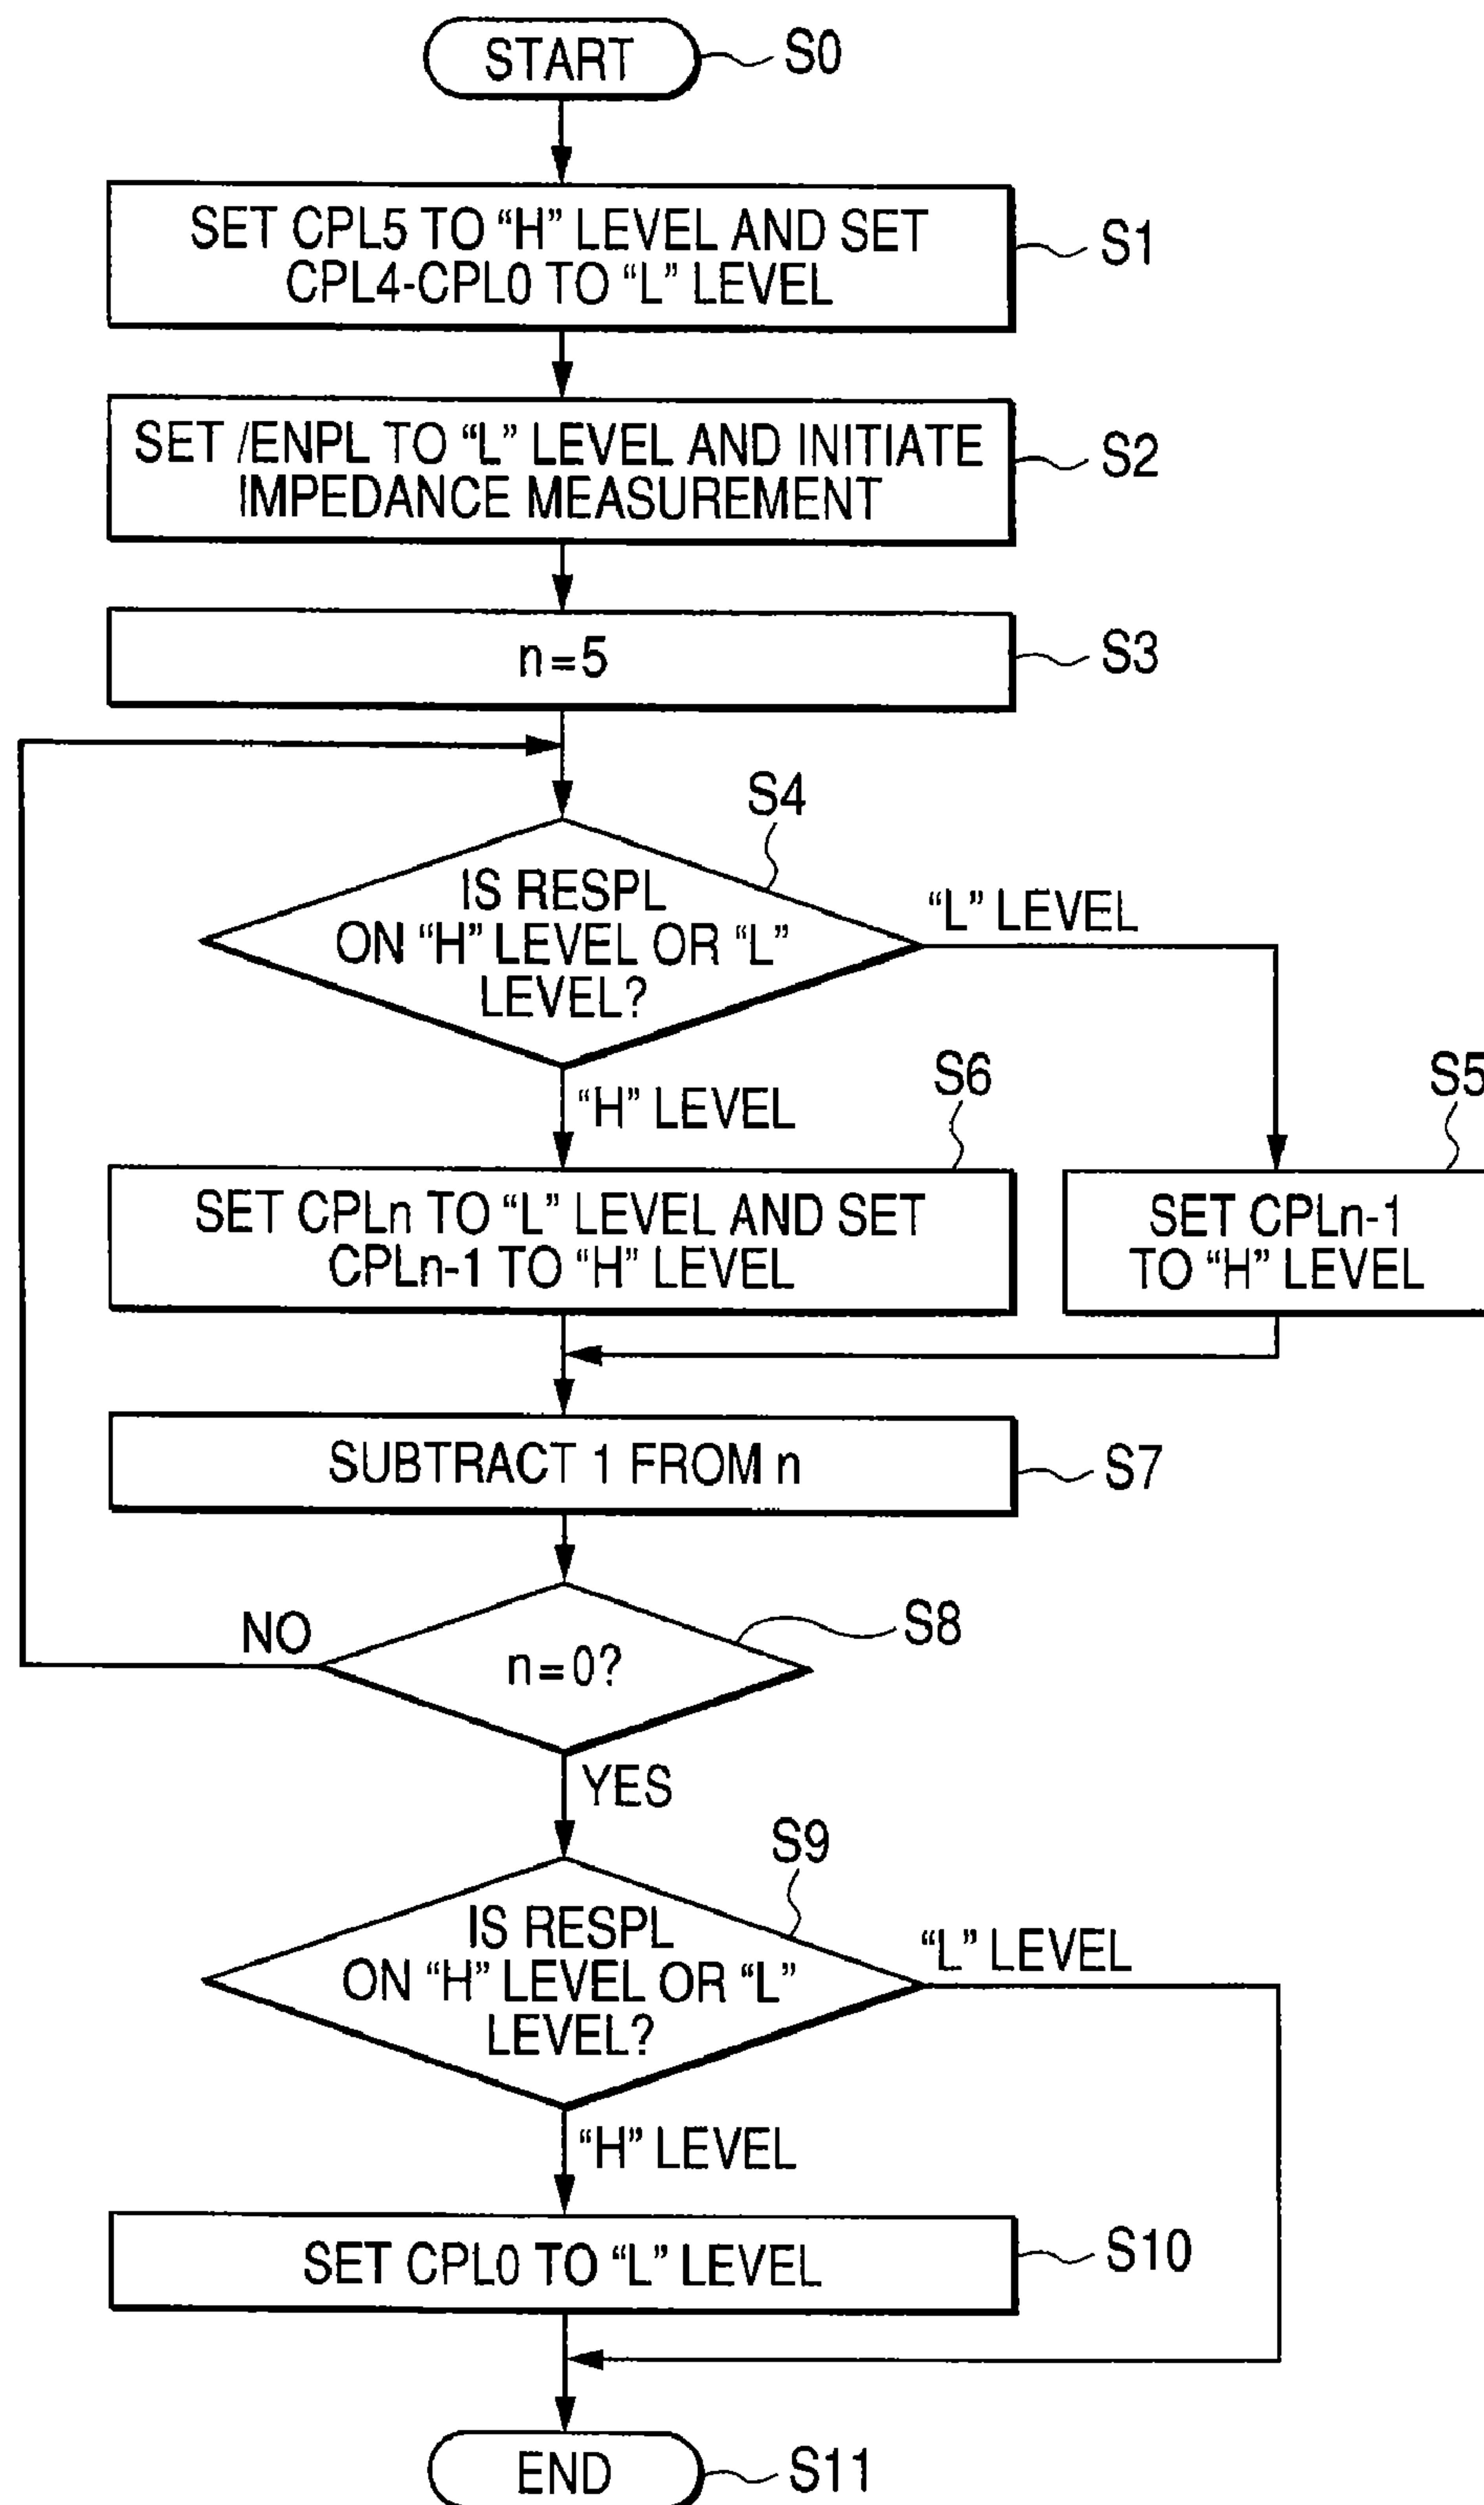 START
S0
SET CPL5 TO “H” LEVEL AND SET
CPL4-CPL0 TO “L” LEVEL
S1
SET /ENPL TO “L” LEVEL AND INITIATE
IMPEDANCE MEASUREMENT
S2
n=5
S3
S4
IS RESPL
ON “H” LEVEL OR “L”
LEVEL?
“L” LEVEL
“H” LEVEL
S6
S5
SET CPLn TO “L” LEVEL AND SET
CPLn-1 TO “H” LEVEL
SET CPLn-1
TO “H” LEVEL
SUBTRACT 1 FROM n
S7
n=0?
S8
NO
YES
S9
IS RESPL
ON “H” LEVEL OR “L”
LEVEL?
“L” LEVEL
“H” LEVEL
SET CPL0 TO “L” LEVEL
S10
END
S11